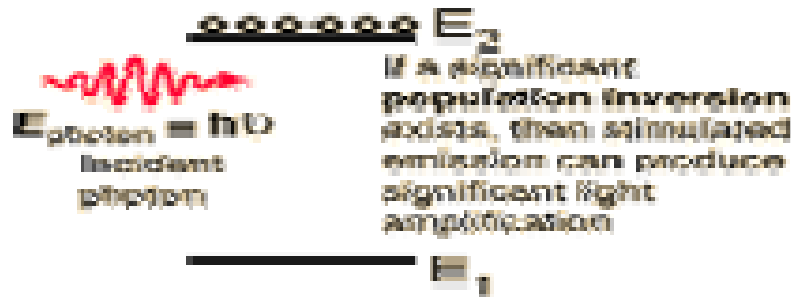 E2
If a significant
population inversion
exists, then stimulated
emission can produce
significant light
amplification
Ephoton = hυ
Incident
photon
E1